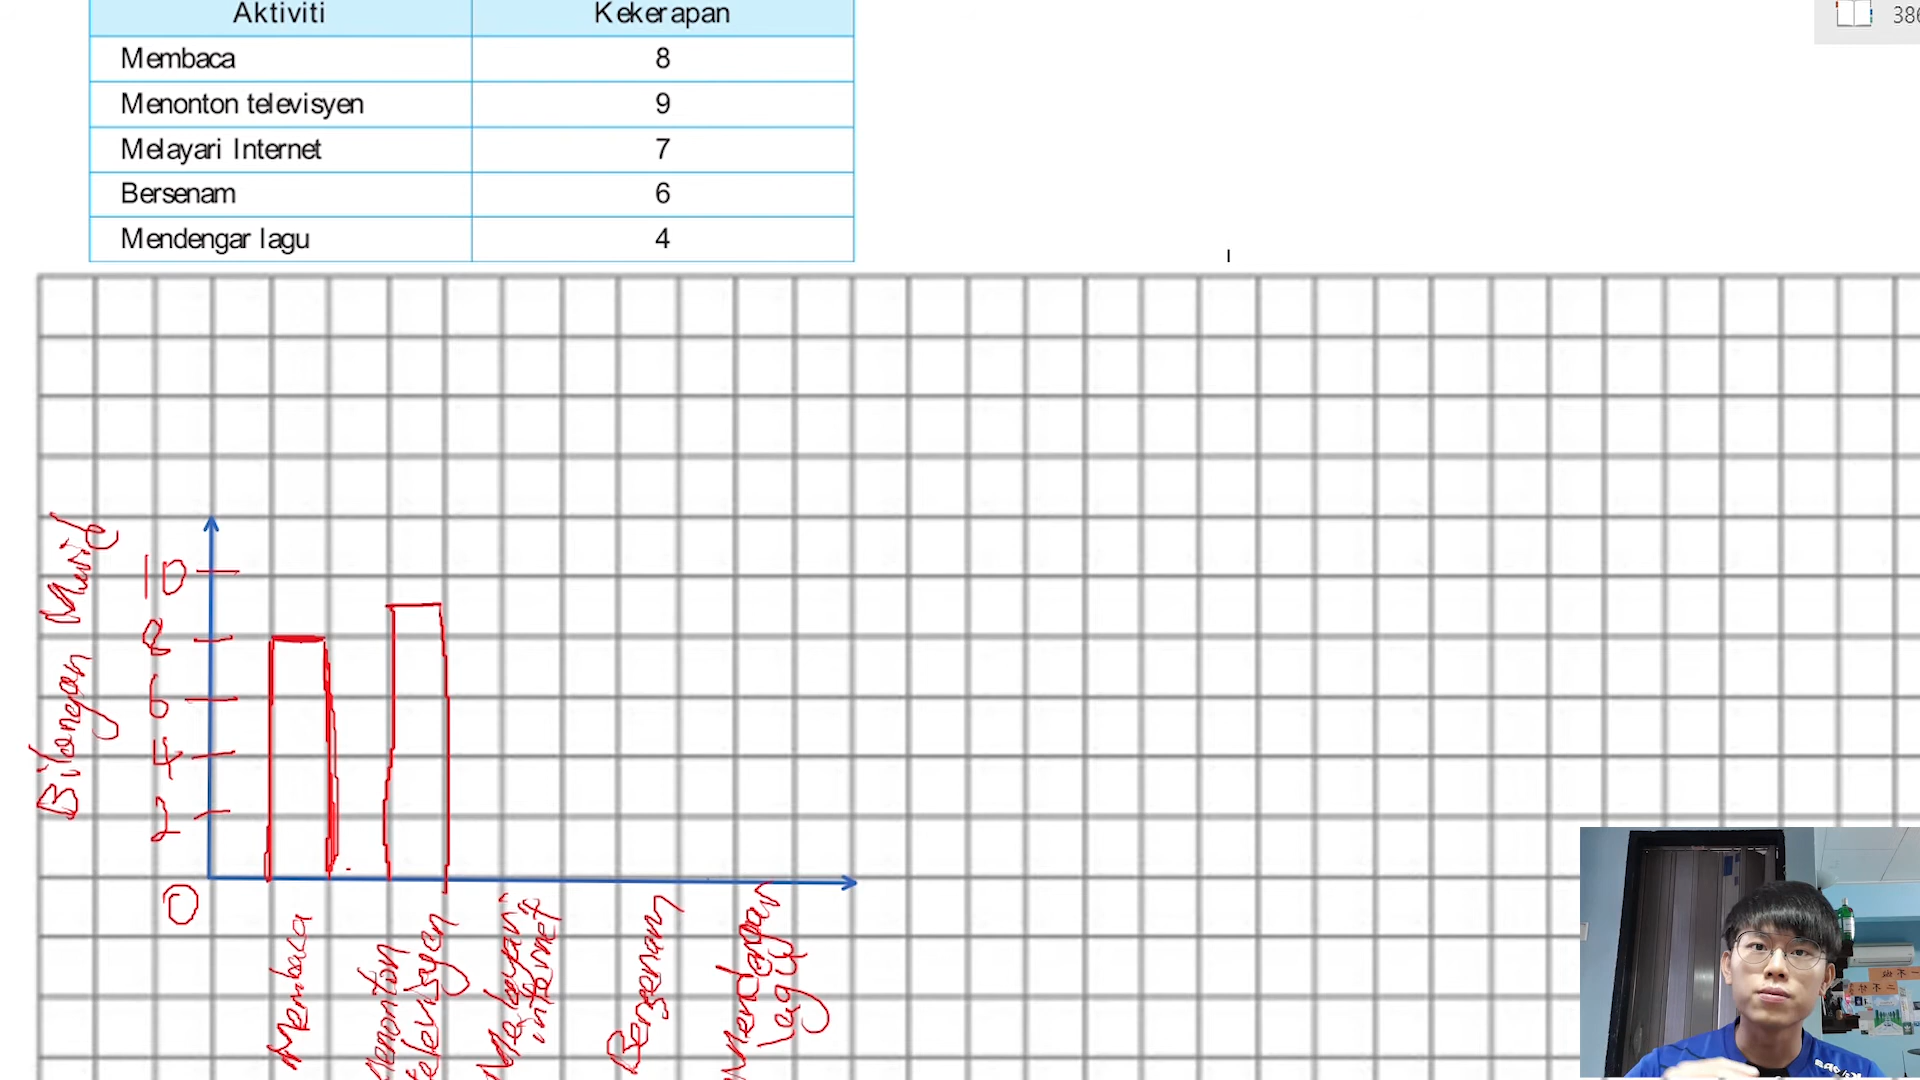 Aktiviti Kekerapan
386
Membaca 8
Menonton televisyen 9
Melayari Internet 7
Bersenam 6
Mendengar lagu 4
Bilangan Murid
10
8
6
4
2
0
Membaca
Menonton
televisyen
Melayari
internet
Bersenam
Mendengar
lagu